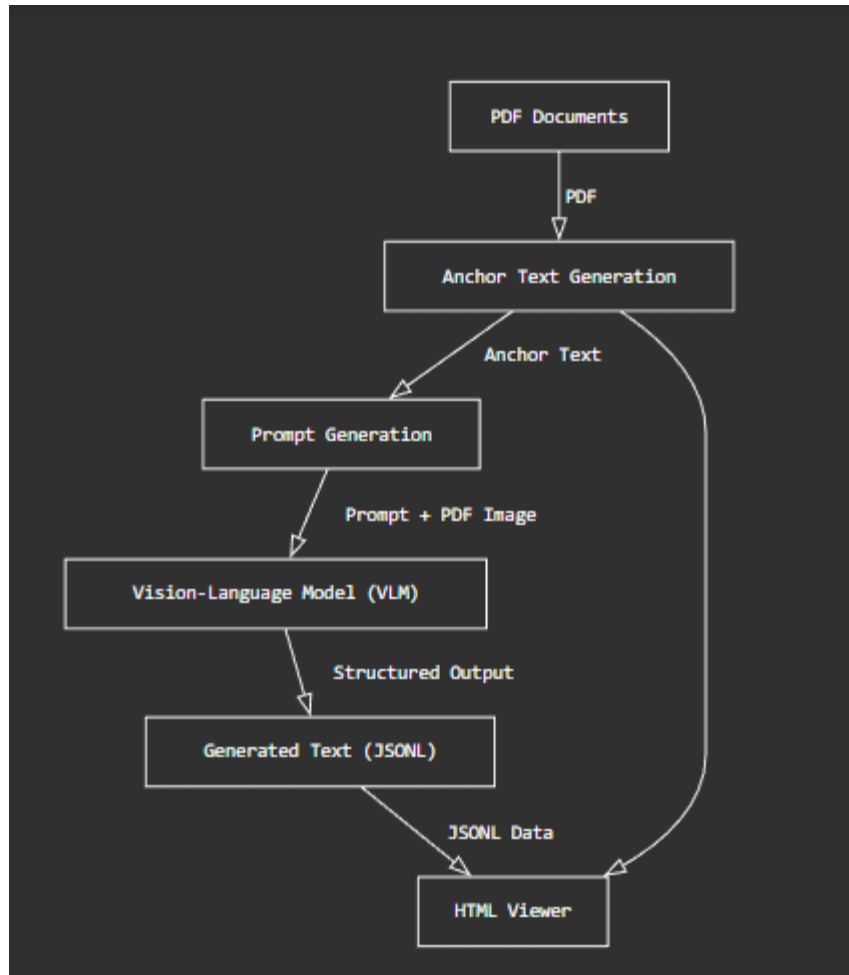 PDF Documents
PDF
Anchor Text Generation
Anchor Text
Prompt Generation
Prompt + PDF Image
Vision-Language Model (VLM)
Structured Output
Generated Text (JSONL)
JSONL Data
HTML Viewer